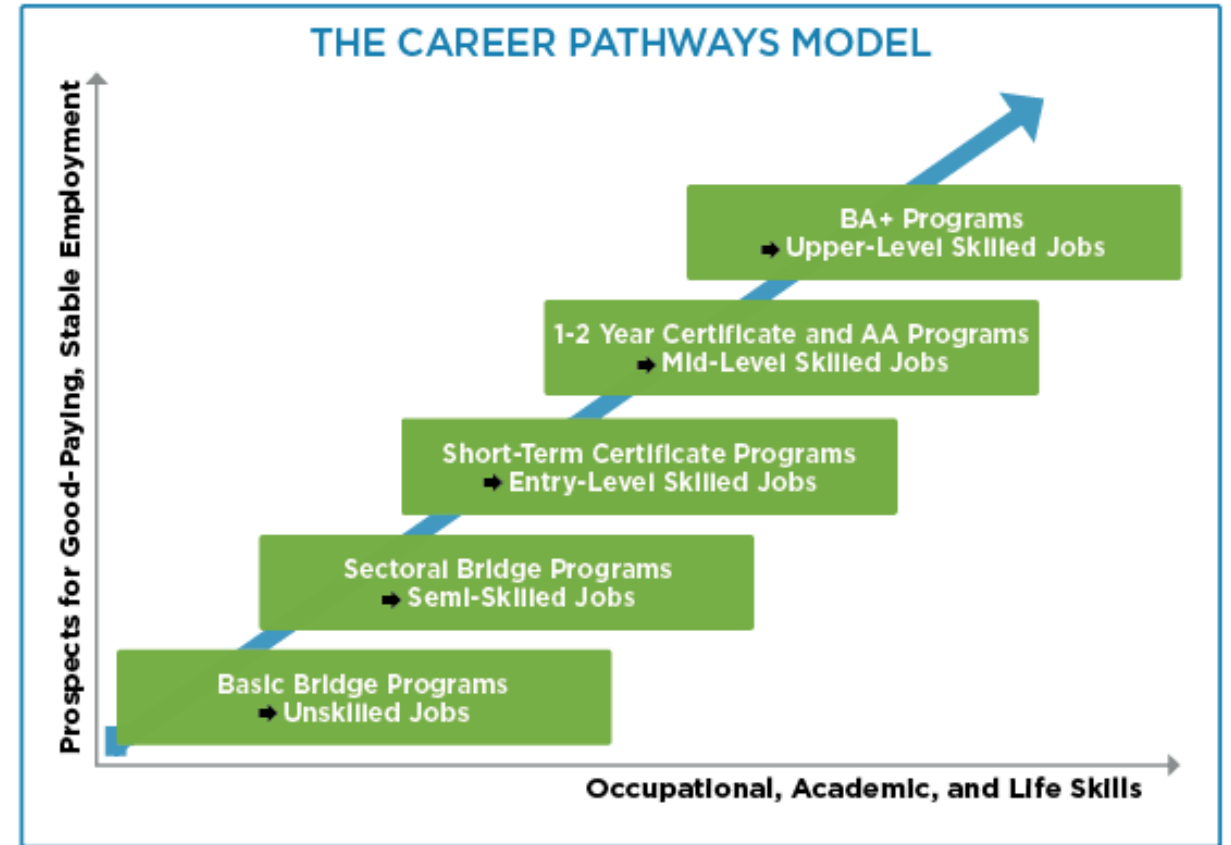 THE CAREER PATHWAYS MODEL
Prospects for Good-Paying, Stable Employment
BA+ Programs
➡ Upper-Level Skilled Jobs
1-2 Year Certificate and AA Programs
➡ Mid-Level Skilled Jobs
Short-Term Certificate Programs
➡ Entry-Level Skilled Jobs
Sectoral Bridge Programs
➡ Semi-Skilled Jobs
Basic Bridge Programs
➡ Unskilled Jobs
Occupational, Academic, and Life Skills